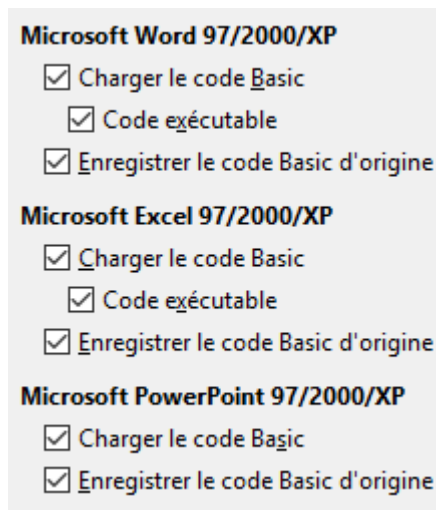 Microsoft Word 97/2000/XP
Charger le code Basic
Code exécutable
Enregistrer le code Basic d'origine
Microsoft Excel 97/2000/XP
Charger le code Basic
Code exécutable
Enregistrer le code Basic d'origine
Microsoft PowerPoint 97/2000/XP
Charger le code Basic
Enregistrer le code Basic d'origine